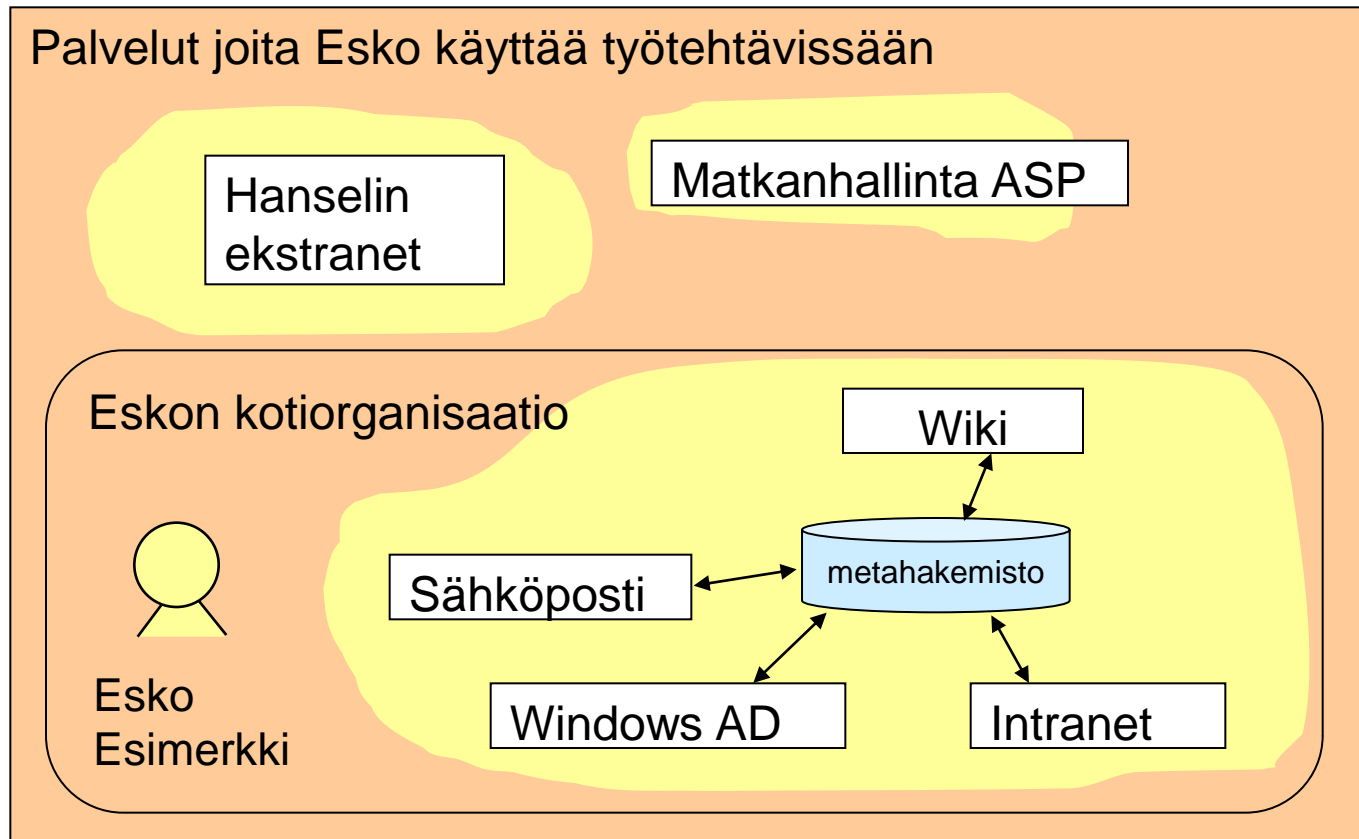 Palvelut joita Esko käyttää työtehtävissään
Hanselin
ekstranet
Matkanhallinta ASP
Eskon kotiorganisaatio
Wiki
metahakemisto
Sähköposti
Windows AD
Intranet
Esko
Esimerkki